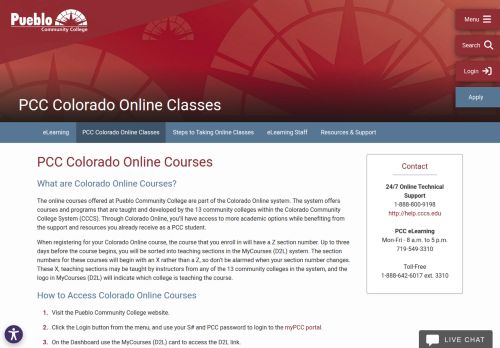 Pueblo
Community College
Menu
Search
Login
Apply
PCC Colorado Online Classes
eLearning
PCC Colorado Online Classes
Steps to Taking Online Classes
eLearning Staff
Resources & Support
PCC Colorado Online Courses
What are Colorado Online Courses?
The online courses offered at Pueblo Community College are part of the Colorado Online system. The system offers
courses and programs that are taught and developed by the 13 community colleges within the Colorado Community
College System (CCCS). Through Colorado Online, you'll have access to more academic options while benefiting from
the support and resources you already receive as a PCC student.
When registering for your Colorado Online course, the course that you enroll in will have a Z section number. Up to three
days before the course begins, you will be sorted into teaching sections in the MyCourses (D2L) system. The section
numbers for these courses will begin with an X rather than a Z, so don't be alarmed when your section number changes.
These X, teaching sections may be taught by instructors from any of the 13 community colleges in the system, and the
logo in MyCourses (D2L) will indicate which college is teaching the course.
How to Access Colorado Online Courses
1. Visit the Pueblo Community College website.
2. Click the Login button from the menu, and use your S# and PCC password to login to the myPCC portal.
3. On the Dashboard use the MyCourses (D2L) card to access the D2L link.
Contact
24/7 Online Technical
Support
1-888-800-9198
http://help.cccs.edu
PCC eLearning
Mon-Fri - 8 a.m. to 5 p.m.
719-549-3310
Toll-Free
1-888-642-6017 ext. 3310
LIVE CHAT